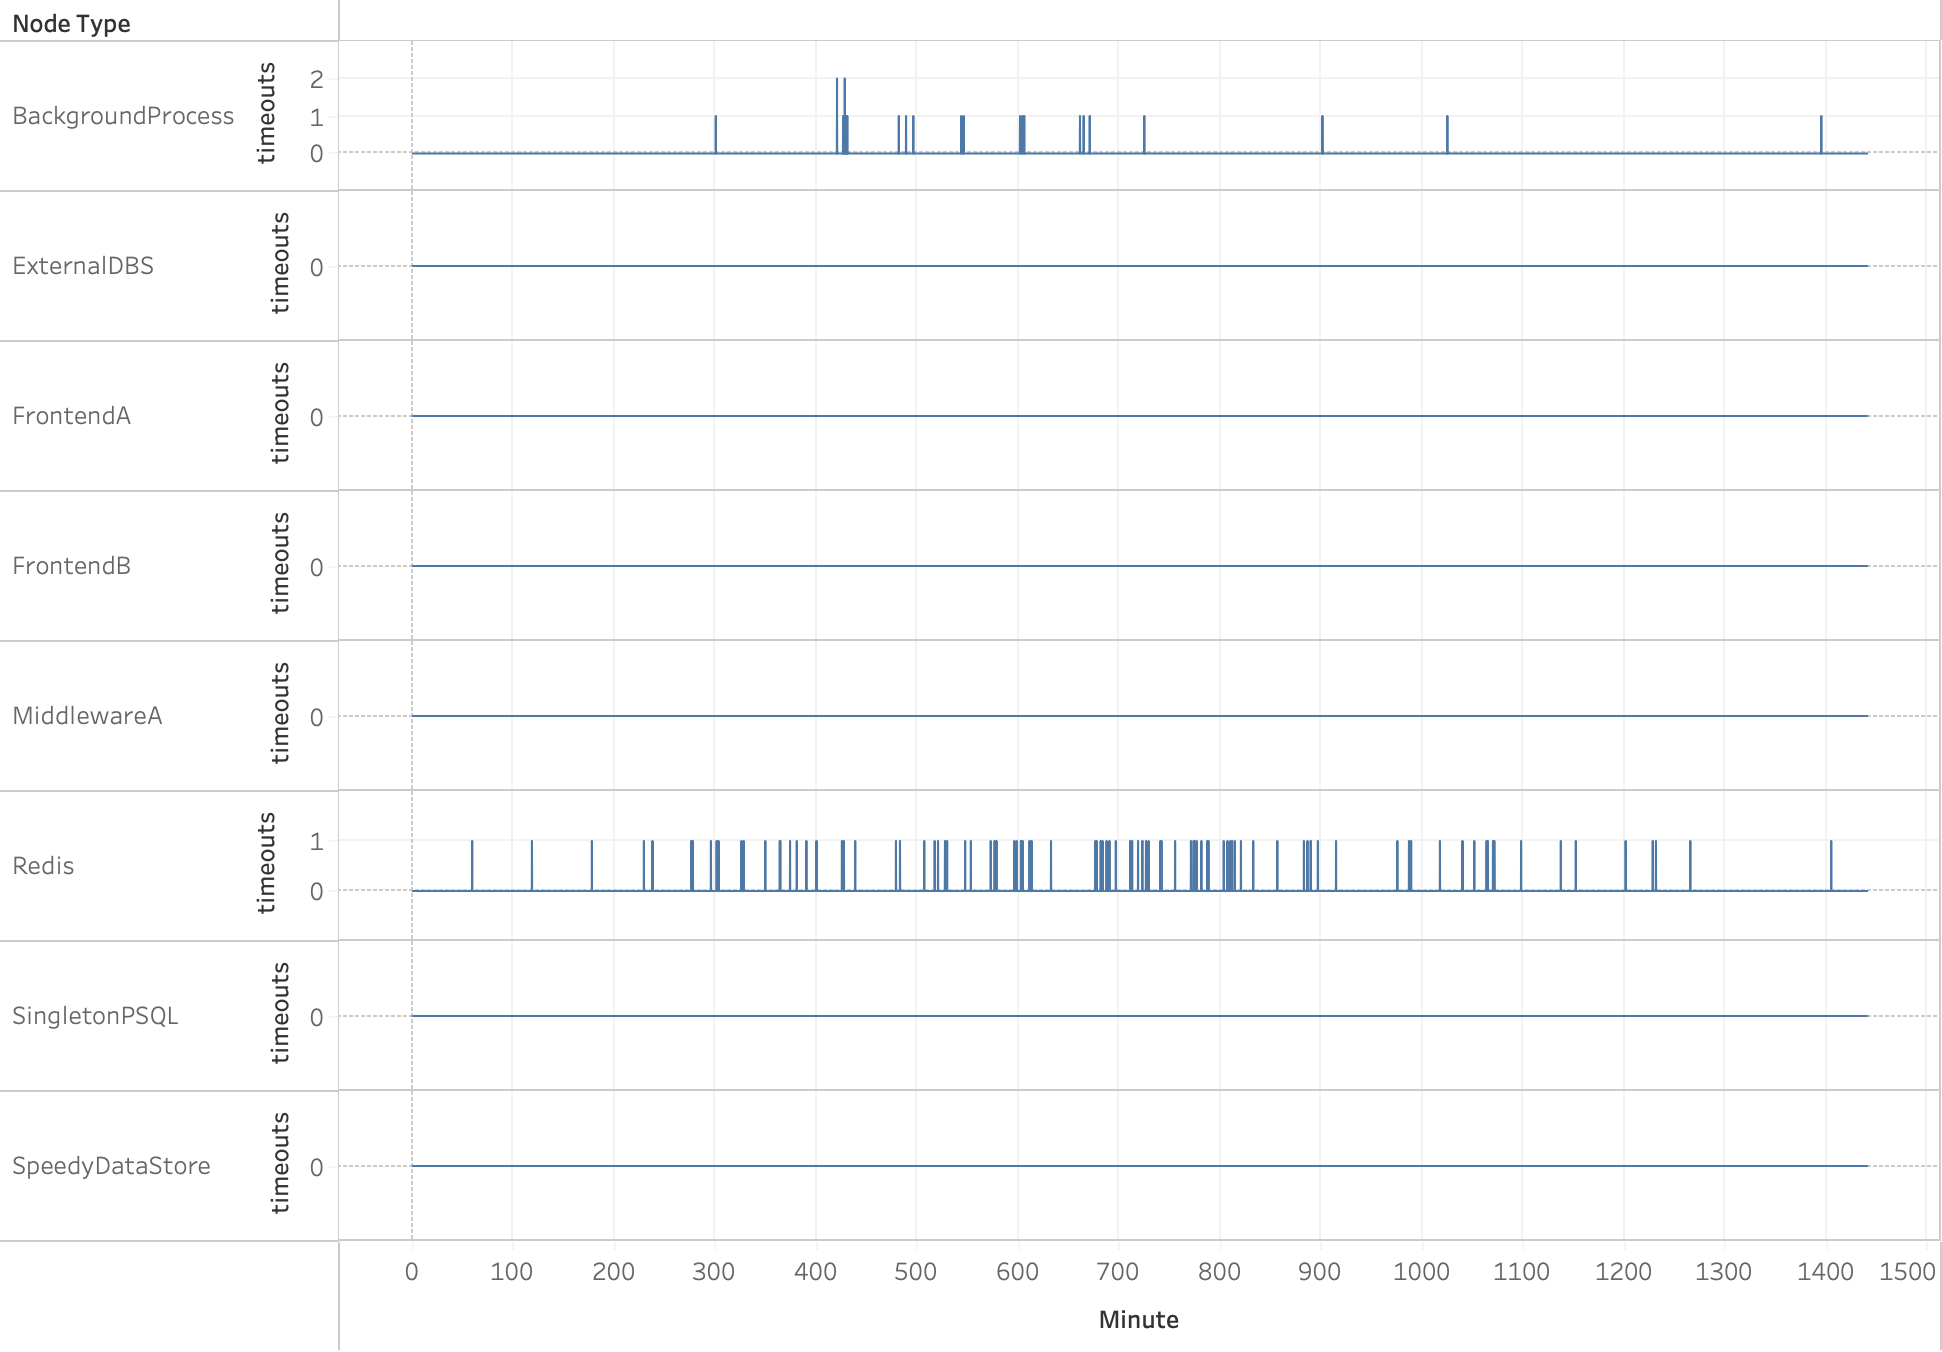 Node Type
BackgroundProcess
timeouts
2
1
0
ExternalDBS
timeouts
0
FrontendA
timeouts
0
FrontendB
timeouts
0
MiddlewareA
timeouts
0
Redis
timeouts
1
0
SingletonPSQL
timeouts
0
SpeedyDataStore
timeouts
0
0 100 200 300 400 500 600 700 800 900 1000 1100 1200 1300 1400 1500
Minute